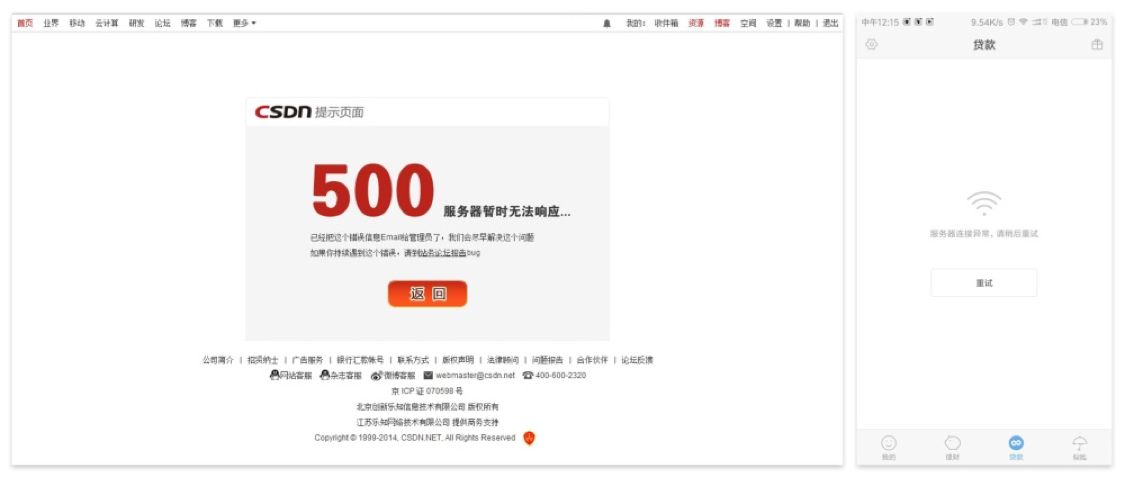 首页 业界 移动 云计算 研发 论坛 博客 下载 更多
我的: 收件箱 资源 博客 空间 设置 | 帮助 | 退出
CSDN 提示页面
500 服务器暂时无法响应...
已经把这个错误信息Email给管理员了，我们会尽早解决这个问题
如果你持续遇到这个错误，请到站务论坛报告bug
返 回
公司简介 | 招贤纳士 | 广告服务 | 银行汇款帐号 | 联系方式 | 版权声明 | 法律顾问 | 问题报告 | 合作伙伴 | 论坛反馈
网站客服 杂志客服 微博客服 webmaster@csdn.net 400-600-2320
京 ICP 证 070598 号
北京创新乐知信息技术有限公司 版权所有
江苏乐知网络技术有限公司 提供商务支持
Copyright © 1999-2014, CSDN.NET, All Rights Reserved
中午12:15 9.54K/s 电信 23%
贷款
服务器连接异常，请稍后重试
重试
我的 理财 贷款 保险